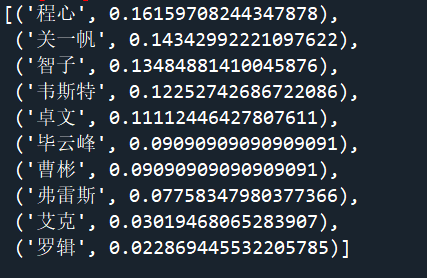 [('程心', 0.16159708244347878),
('关一帆', 0.14342992221097622),
('智子', 0.13484881410045876),
('韦斯特', 0.12252742686722086),
('卓文', 0.11112446427807611),
('毕云峰', 0.09090909090909091),
('曹彬', 0.09090909090909091),
('弗雷斯', 0.07758347980377366),
('艾克', 0.03019468065283907),
('罗辑', 0.022869445532205785)]